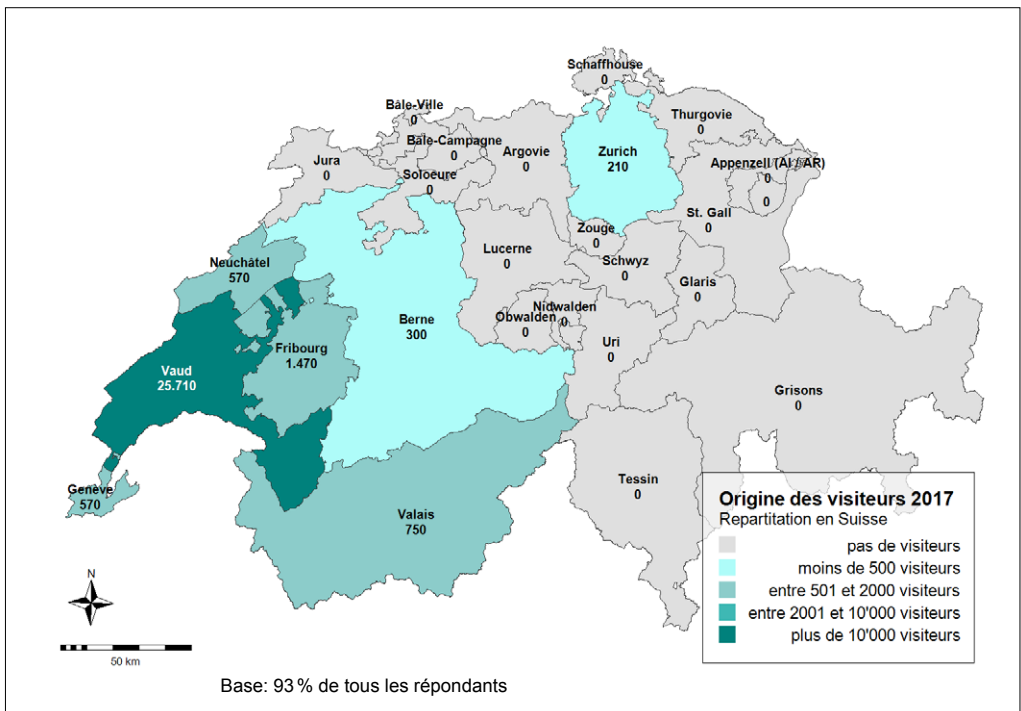 Schaffhouse
0
Bâle-Ville
0
Thurgovie
0
Bâle-Campagne
0
Argovie
0
Zurich
210
Jura
0
Appenzell (AI / AR)
0
0
Soloeure
0
St. Gall
0
Zouge
0
Lucerne
0
Schwyz
0
Neuchâtel
570
Glaris
0
Nidwalden
0
Obwalden
0
Berne
300
Uri
0
Fribourg
1.470
Vaud
25.710
Grisons
0
Tessin
0
Genève
570
Valais
750
Origine des visiteurs 2017
Repartitation en Suisse
pas de visiteurs
moins de 500 visiteurs
entre 501 et 2000 visiteurs
entre 2001 et 10'000 visiteurs
plus de 10'000 visiteurs
N
50 km
Base: 93 % de tous les répondants